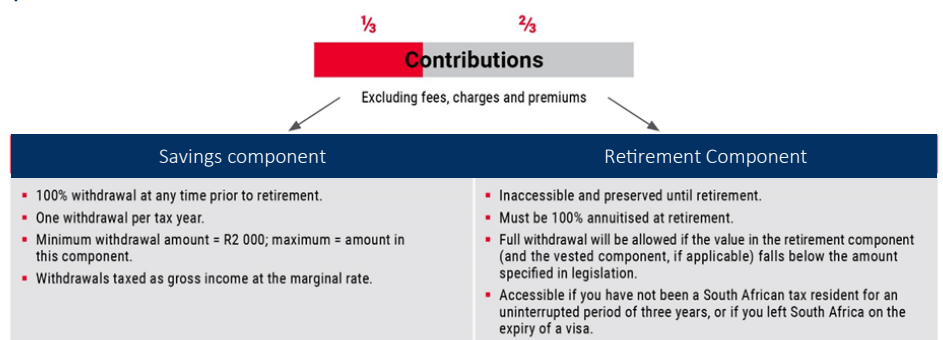 ⅓ ⅔
Contributions
Excluding fees, charges and premiums
Savings component
▪ 100% withdrawal at any time prior to retirement.
▪ One withdrawal per tax year.
▪ Minimum withdrawal amount = R2 000; maximum = amount in
this component.
▪ Withdrawals taxed as gross income at the marginal rate.
Retirement Component
▪ Inaccessible and preserved until retirement.
▪ Must be 100% annuitised at retirement.
▪ Full withdrawal will be allowed if the value in the retirement component
(and the vested component, if applicable) falls below the amount
specified in legislation.
▪ Accessible if you have not been a South African tax resident for an
uninterrupted period of three years, or if you left South Africa on the
expiry of a visa.